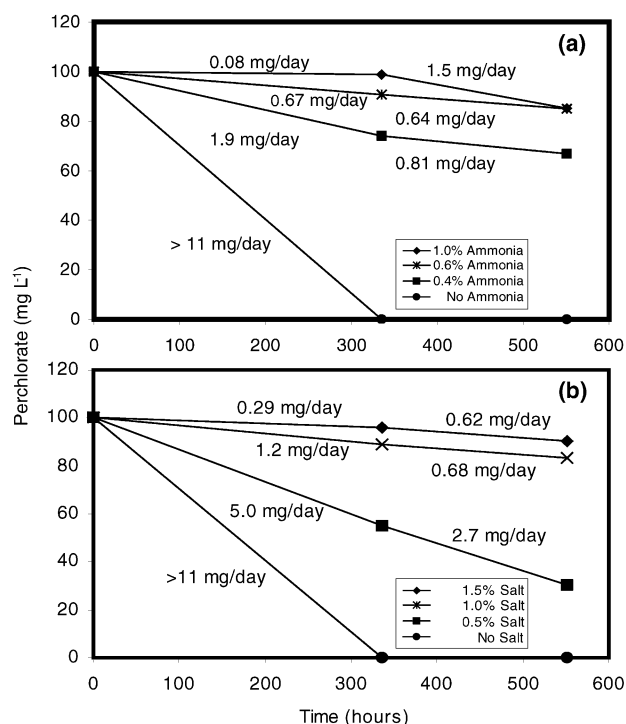 120
(a)
0.08 mg/day
100
1.5 mg/day
0.67 mg/day
80
0.64 mg/day
1.9 mg/day
0.81 mg/day
60
40
> 11 mg/day
1.0% Ammonia
0.6% Ammonia
20
0.4% Ammonia
No Ammonia
0
0 100 200 300 400 500 600
Perchlorate (mg L-1)
120
(b)
0.29 mg/day
0.62 mg/day
100
1.2 mg/day
80
0.68 mg/day
5.0 mg/day
60
2.7 mg/day
40
>11 mg/day
1.5% Salt
1.0% Salt
20
0.5% Salt
No Salt
0
0 100 200 300 400 500 600
Time (hours)